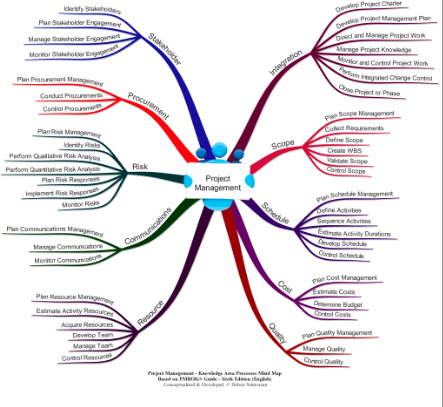 Identify Stakeholders
Plan Stakeholder Engagement
Manage Stakeholder Engagement
Monitor Stakeholder Engagement
Stakeholder
Plan Procurement Management
Conduct Procurements
Control Procurements
Procurement
Plan Risk Management
Identify Risks
Perform Qualitative Risk Analysis
Perform Quantitative Risk Analysis
Plan Risk Responses
Implement Risk Responses
Monitor Risks
Risk
Plan Communications Management
Manage Communications
Monitor Communications
Communications
Plan Resource Management
Estimate Activity Resources
Acquire Resources
Develop Team
Manage Team
Control Resources
Resource
Project
Management
Integration
Develop Project Charter
Develop Project Management Plan
Direct and Manage Project Work
Manage Project Knowledge
Monitor and Control Project Work
Perform Integrated Change Control
Close Project or Phase
Scope
Plan Scope Management
Collect Requirements
Define Scope
Create WBS
Validate Scope
Control Scope
Schedule
Plan Schedule Management
Define Activities
Sequence Activities
Estimate Activity Durations
Develop Schedule
Control Schedule
Cost
Plan Cost Management
Estimate Costs
Determine Budget
Control Costs
Quality
Plan Quality Management
Manage Quality
Control Quality
Project Management - Knowledge Area Processes Mind Map
Based on PMBOK® Guide - Sixth Edition (English)
Conceptualised & Developed: ©